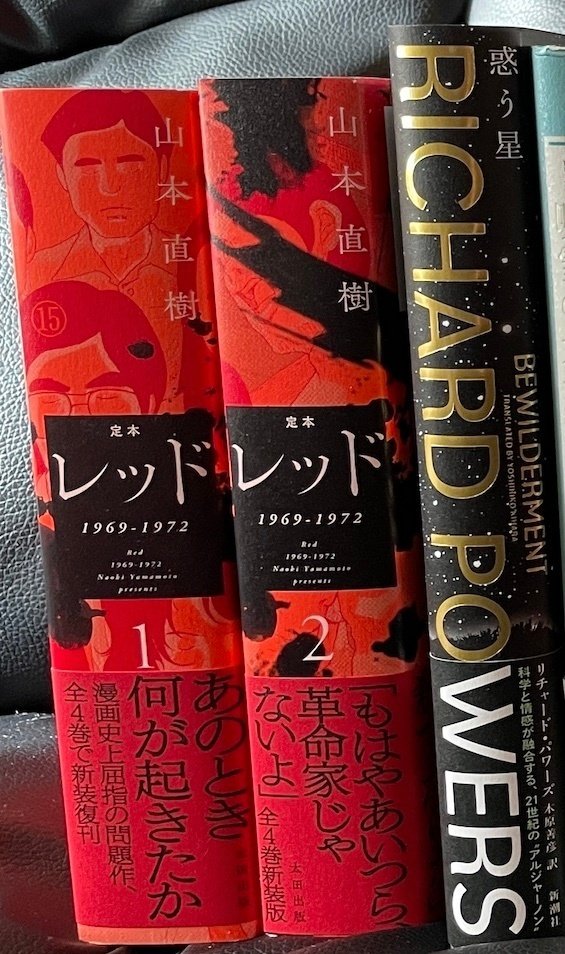 山本直樹
⑮
定本
レッド
1969-1972
Red
1969-1972
Naoki Yamamoto
presents
1
あのとき
何が起きたか
漫画史上屈指の問題作、
全4巻で新装復刊
山本直樹
定本
レッド
1969-1972
Red
1969-1972
Naoki Yamamoto
presents
2
「もはやあいつら
革命家じゃ
ないよ」
全4巻新装版
太田出版
惑う星
RICHARD POWERS
BEWILDERMENT
TRANSLATED BY YOSHIHIKO KIHARA
リチャード・パワーズ 木原善彦 訳 新潮社
科学と情感が融合する、21世紀の“アルジャーノン”